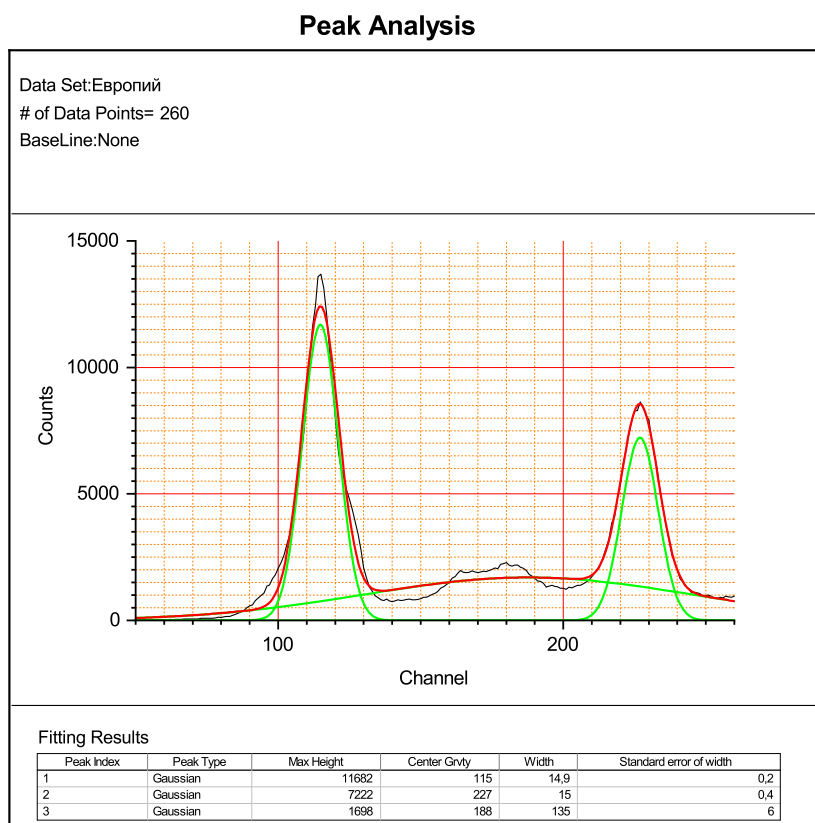 Peak Analysis
Data Set:Европий
# of Data Points= 260
BaseLine:None
15000
10000
5000
0
Counts
100 200
Channel
Fitting Results
Peak Index Peak Type Max Height Center Grvty Width Standard error of width
1 Gaussian 11682 115 14,9 0,2
2 Gaussian 7222 227 15 0,4
3 Gaussian 1698 188 135 6